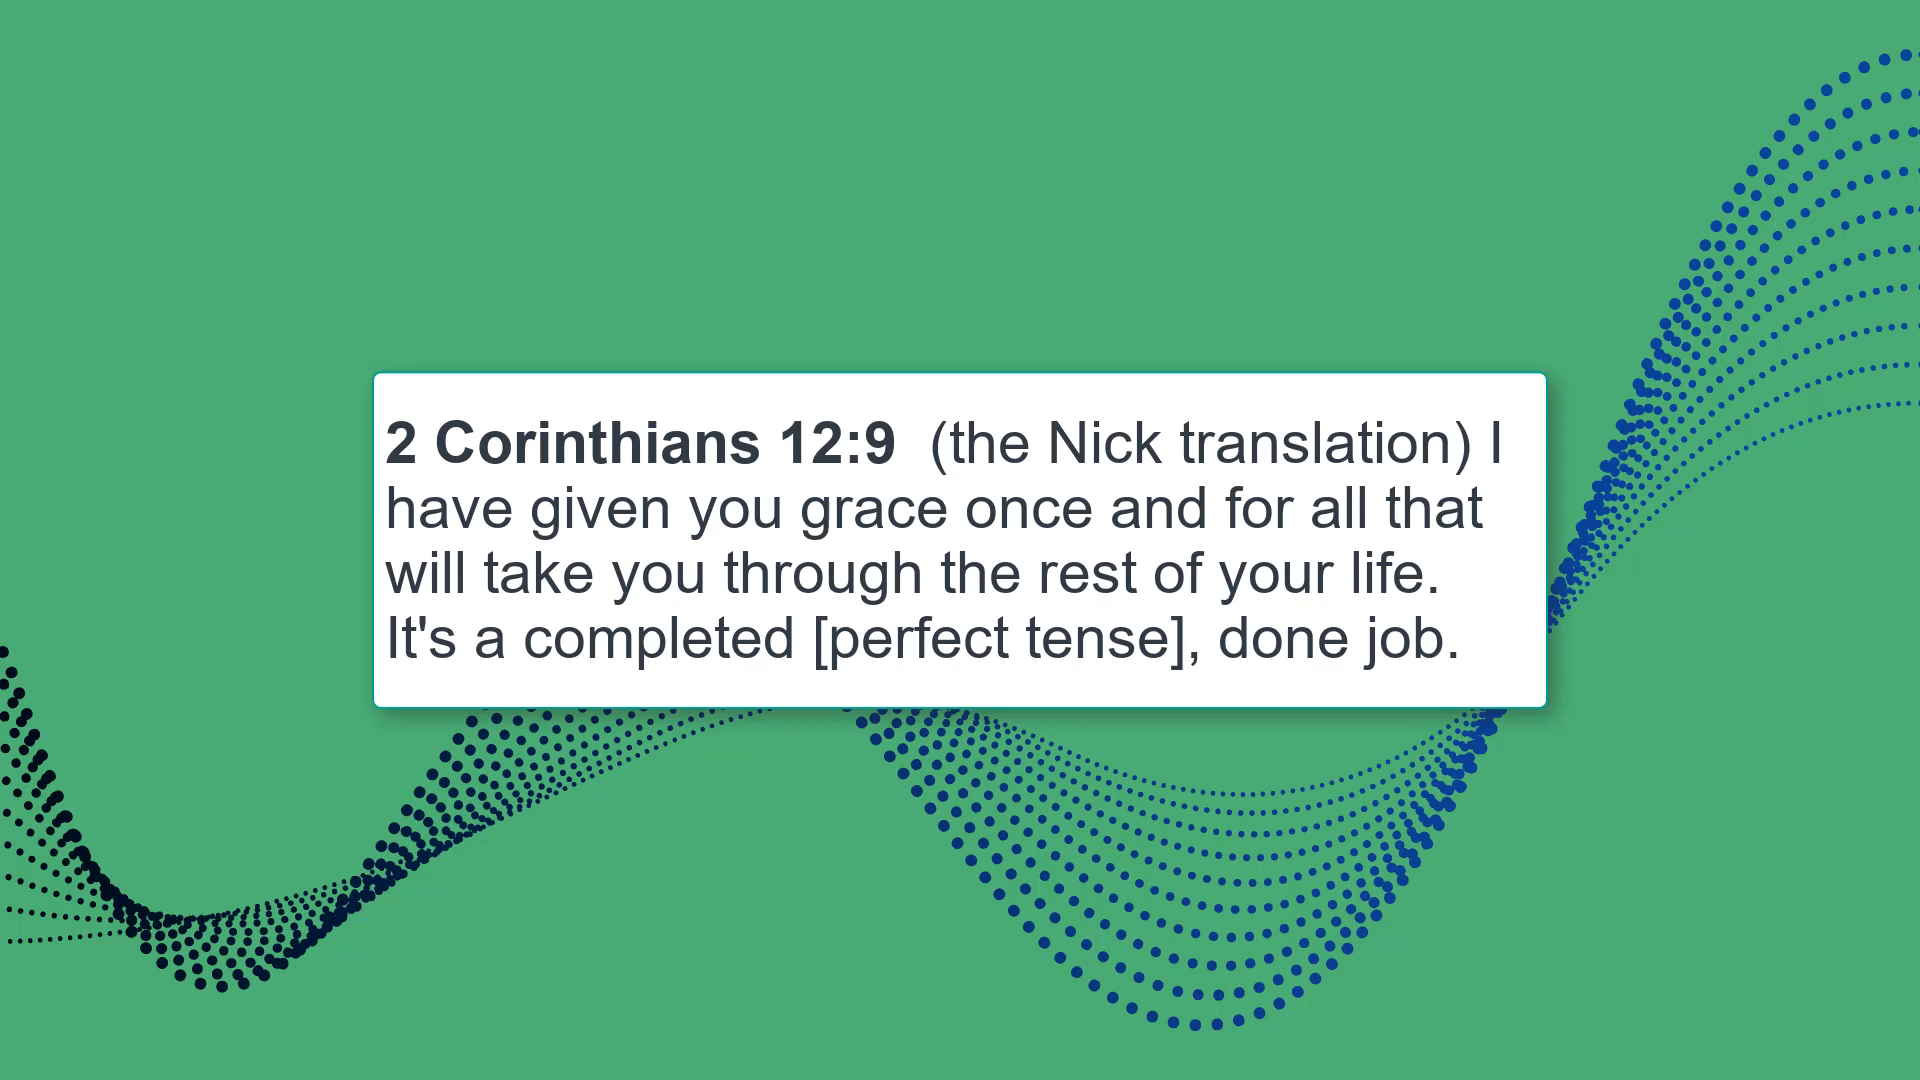 2 Corinthians 12:9  (the Nick translation) I
have given you grace once and for all that
will take you through the rest of your life.
It's a completed [perfect tense], done job.